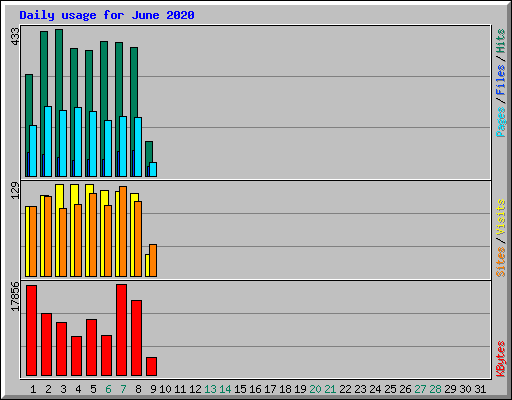 Daily usage for June 2020
433
129
17856
Pages/Files/Hits
Sites/Visits
KBytes
1 2 3 4 5 6 7 8 9 10 11 12 13 14 15 16 17 18 19 20 21 22 23 24 25 26 27 28 29 30 31